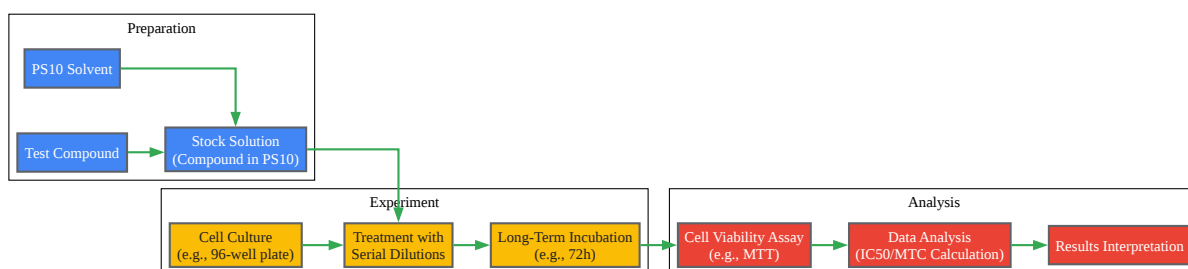 Preparation
PS10 Solvent
Test Compound
Stock Solution
(Compound in PS10)
Experiment
Cell Culture
(e.g., 96-well plate)
Treatment with
Serial Dilutions
Long-Term Incubation
(e.g., 72h)
Analysis
Cell Viability Assay
(e.g., MTT)
Data Analysis
(IC50/MTC Calculation)
Results Interpretation